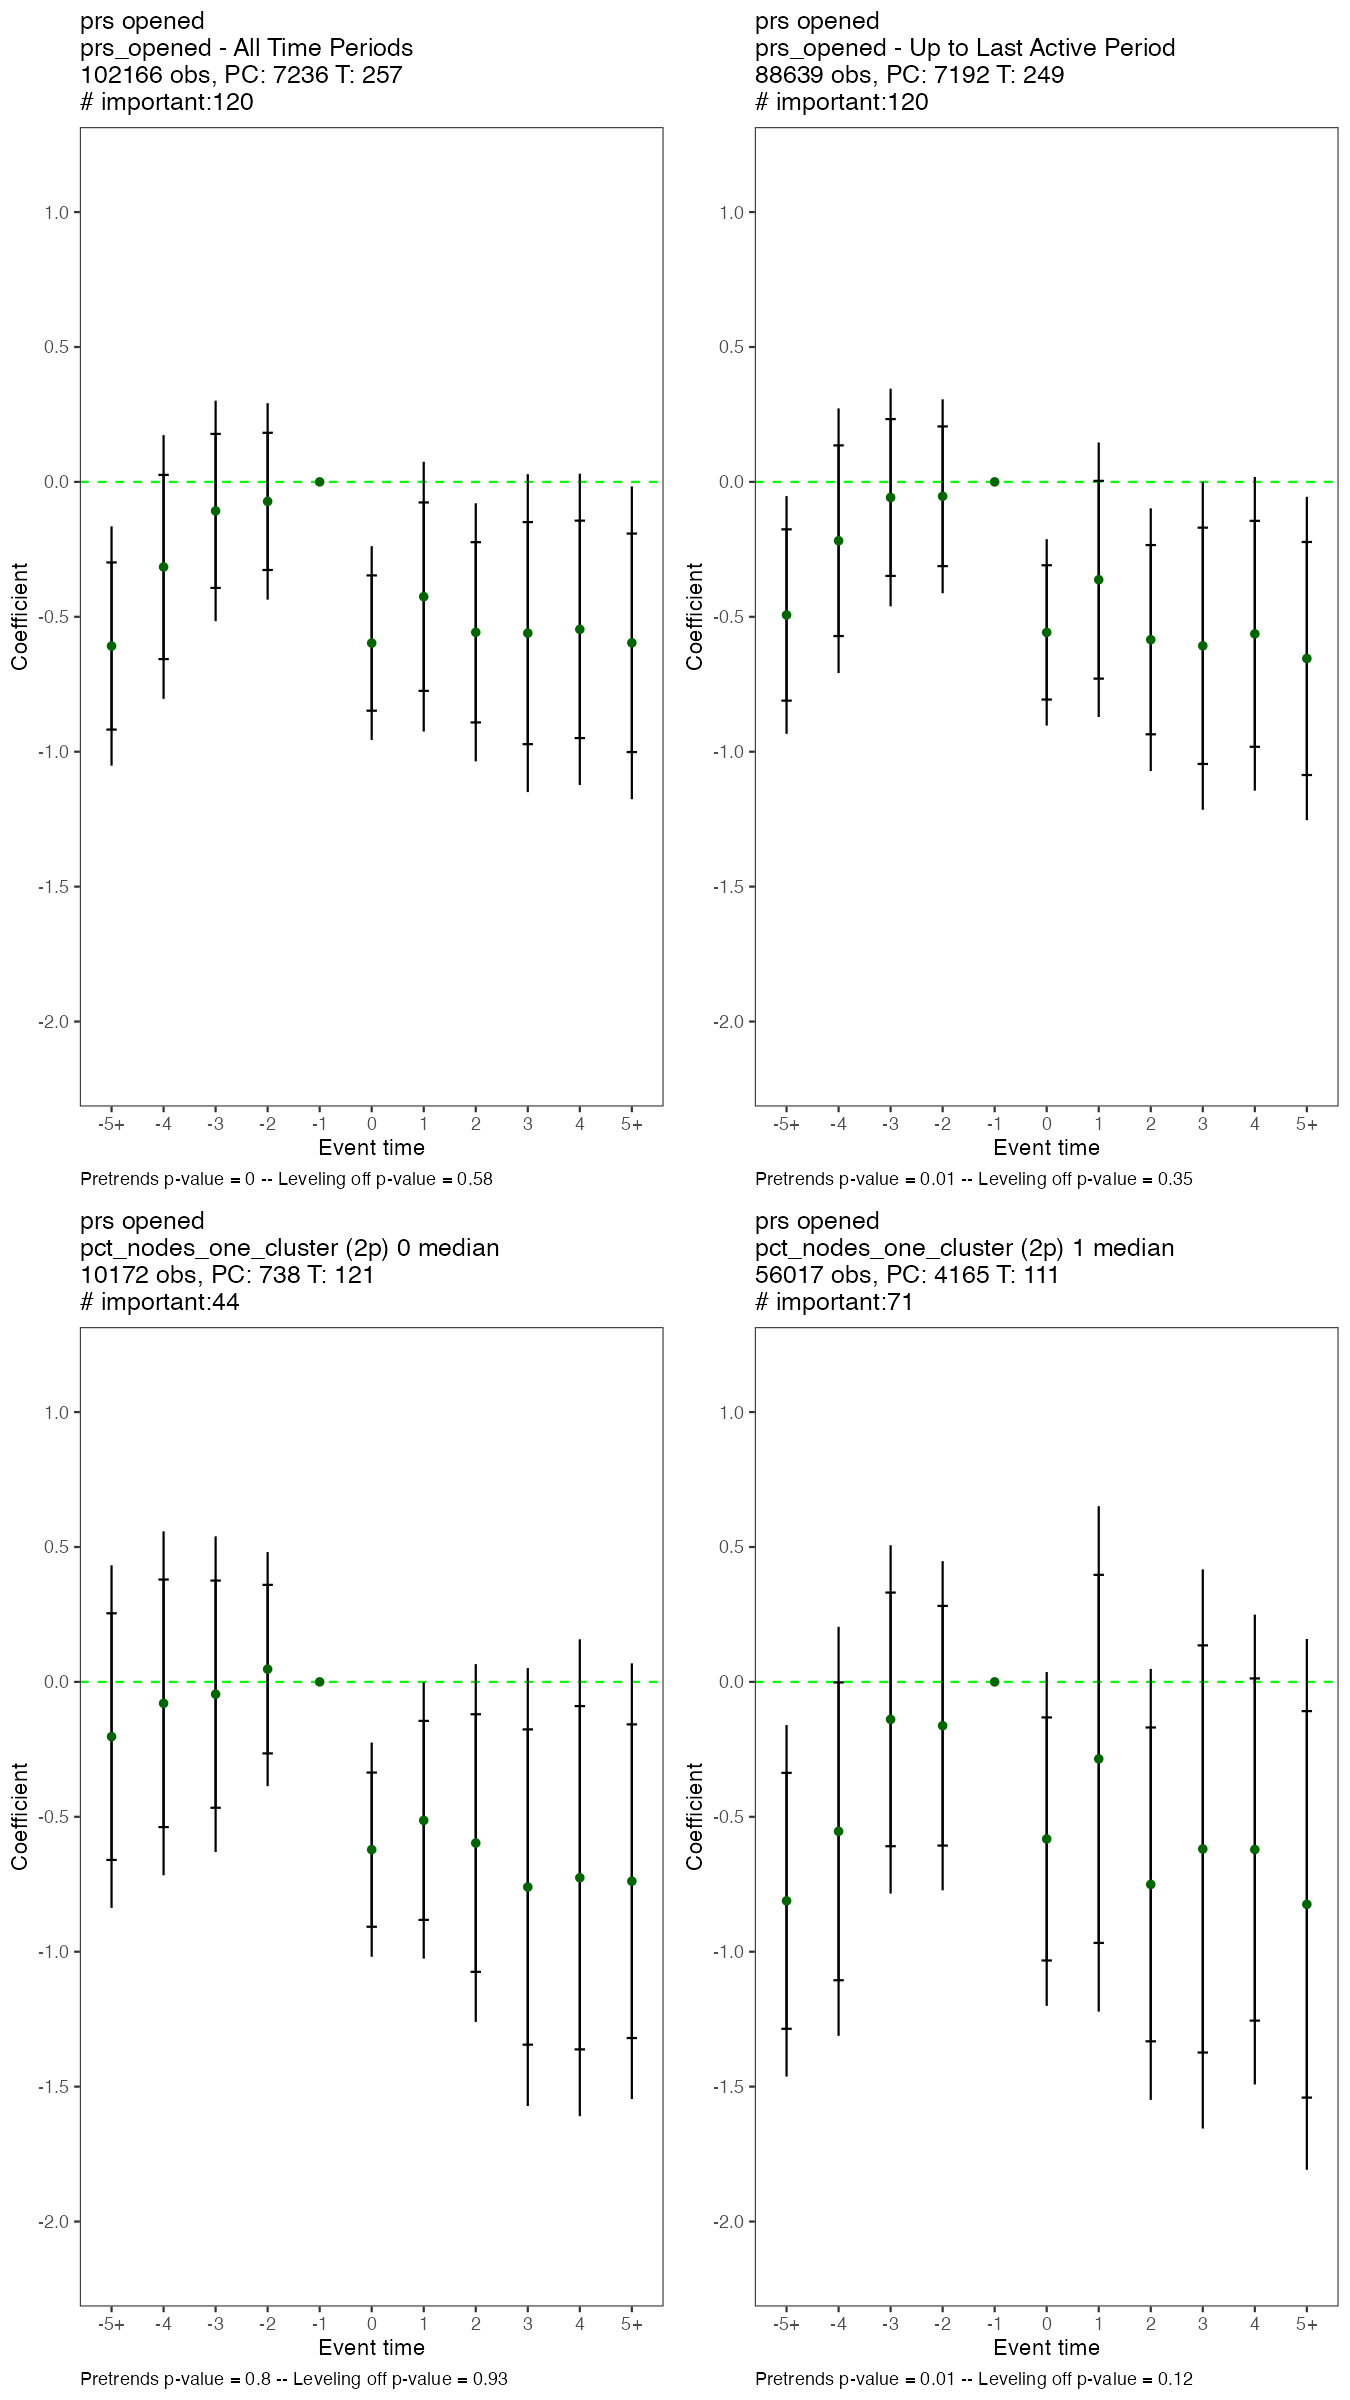 prs opened
prs_opened - All Time Periods
102166 obs, PC: 7236 T: 257
# important:120
1.0
0.5
0.0
-0.5
-1.0
-1.5
-2.0
Coefficient
-5+ -4 -3 -2 -1 0 1 2 3 4 5+
Event time
Pretrends p-value = 0 -- Leveling off p-value = 0.58
prs opened
prs_opened - Up to Last Active Period
88639 obs, PC: 7192 T: 249
# important:120
1.0
0.5
0.0
-0.5
-1.0
-1.5
-2.0
Coefficient
-5+ -4 -3 -2 -1 0 1 2 3 4 5+
Event time
Pretrends p-value = 0.01 -- Leveling off p-value = 0.35
prs opened
pct_nodes_one_cluster (2p) 0 median
10172 obs, PC: 738 T: 121
# important:44
1.0
0.5
0.0
-0.5
-1.0
-1.5
-2.0
Coefficient
-5+ -4 -3 -2 -1 0 1 2 3 4 5+
Event time
Pretrends p-value = 0.8 -- Leveling off p-value = 0.93
prs opened
pct_nodes_one_cluster (2p) 1 median
56017 obs, PC: 4165 T: 111
# important:71
1.0
0.5
0.0
-0.5
-1.0
-1.5
-2.0
Coefficient
-5+ -4 -3 -2 -1 0 1 2 3 4 5+
Event time
Pretrends p-value = 0.01 -- Leveling off p-value = 0.12